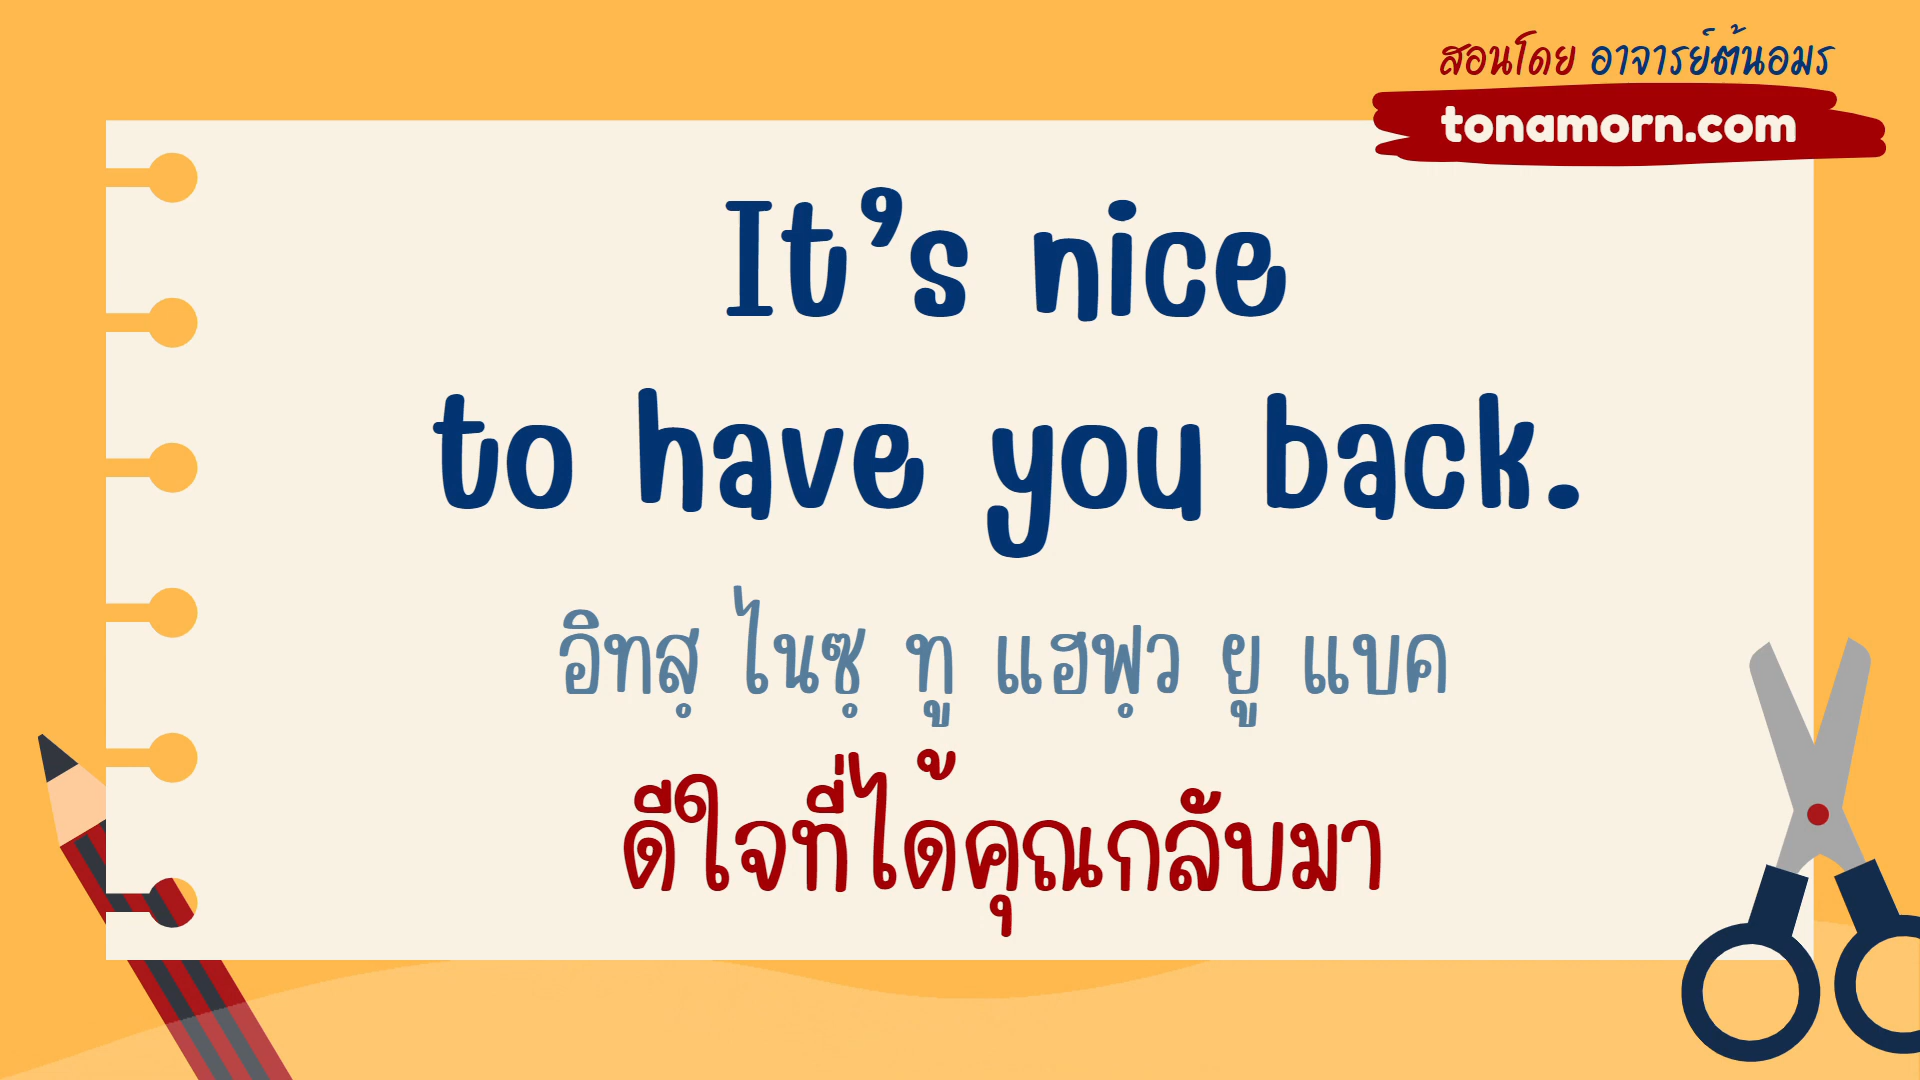 สอนโดย อาจารย์ต้นอมร
tonamorn.com
It's nice
to have you back.
อิทสฺ ไนซฺ ทู แฮฟฺว ยู แบค
ดีใจที่ได้คุณกลับมา